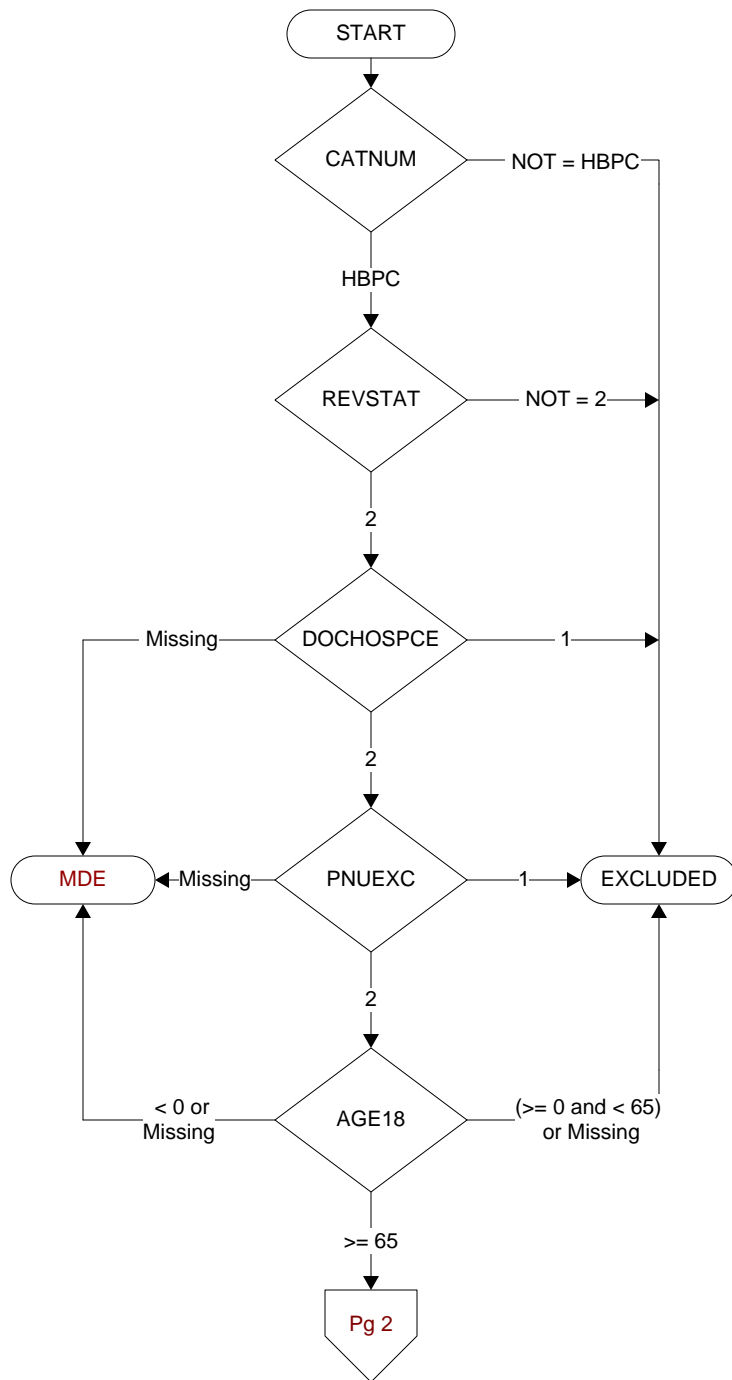 START
CATNUM
NOT = HBPC
HBPC
REVSTAT
NOT = 2
2
Missing
DOCHOSPCE
1
2
MDE
Missing
PNUEXC
1
EXCLUDED
2
< 0 or
Missing
AGE18
(>= 0 and < 65)
or Missing
>= 65
Pg 2